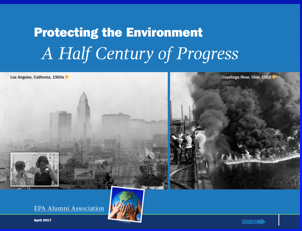 Protecting the Environment
A Half Century of Progress
Los Angeles, California, 1960s
Cuyahoga River, Ohio, 1952
EPA Alumni Association
April 2017